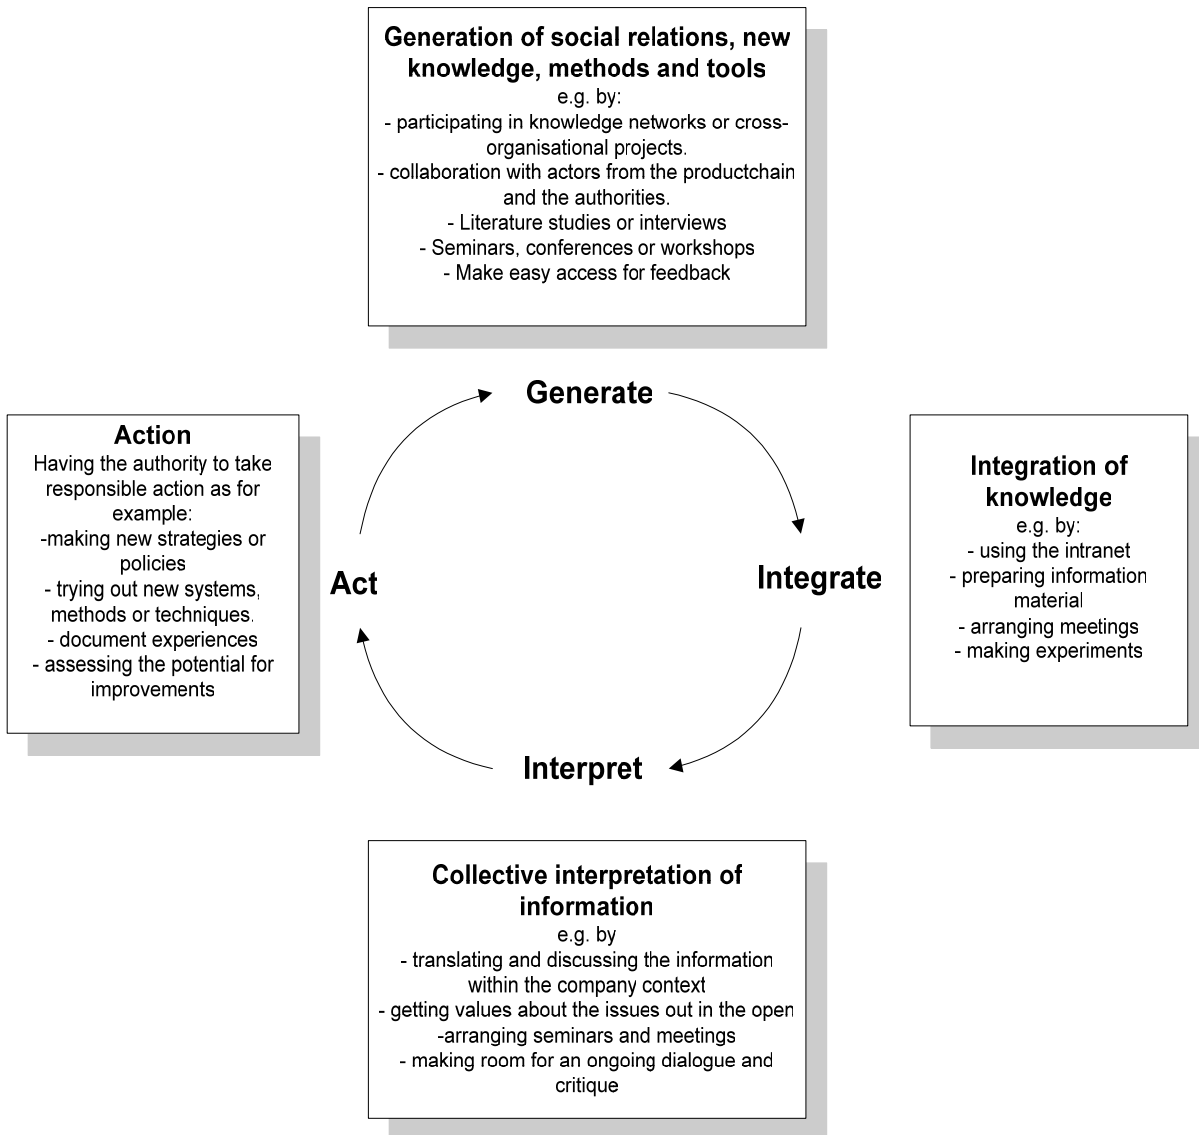 Generation of social relations, new
knowledge, methods and tools
e.g. by:
- participating in knowledge networks or cross-
organisational projects.
- collaboration with actors from the productchain
and the authorities.
- Literature studies or interviews
- Seminars, conferences or workshops
- Make easy access for feedback
Generate
Action
Having the authority to take
responsible action as for
example:
-making new strategies or
policies
- trying out new systems,
methods or techniques.
- document experiences
- assessing the potential for
improvements
Act
Integrate
Integration of
knowledge
e.g. by:
- using the intranet
- preparing information
material
- arranging meetings
- making experiments
Interpret
Collective interpretation of
information
e.g. by
- translating and discussing the information
within the company context
- getting values about the issues out in the open
-arranging seminars and meetings
- making room for an ongoing dialogue and
critique